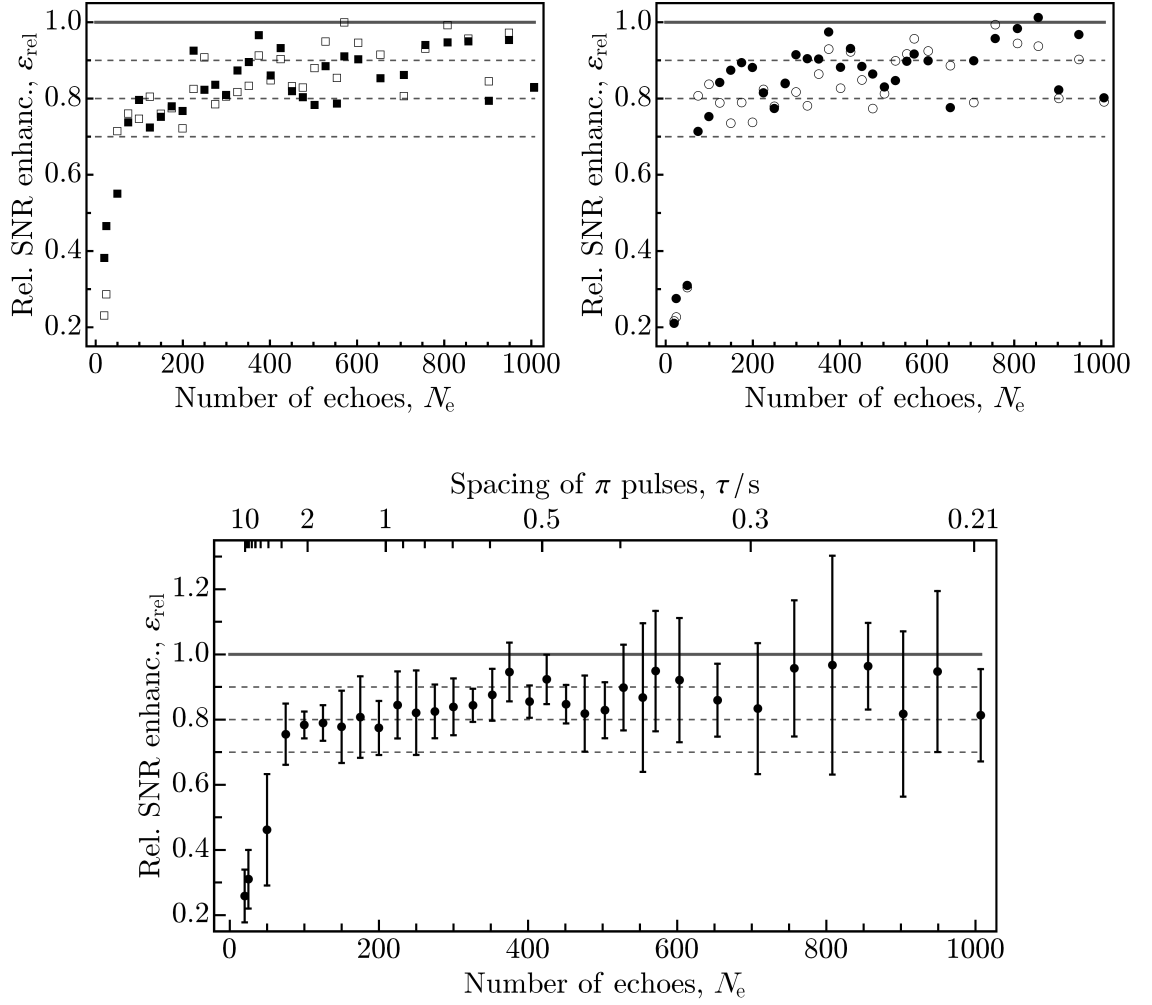 Rel. SNR enhanc., εrel
1.0
0.8
0.6
0.4
0.2
0 200 400 600 800 1000
Number of echoes, Ne
Rel. SNR enhanc., εrel
1.0
0.8
0.6
0.4
0.2
0 200 400 600 800 1000
Number of echoes, Ne
Spacing of π pulses, τ/s
10 2 1 0.5 0.3 0.21
Rel. SNR enhanc., εrel
1.2
1.0
0.8
0.6
0.4
0.2
0 200 400 600 800 1000
Number of echoes, Ne